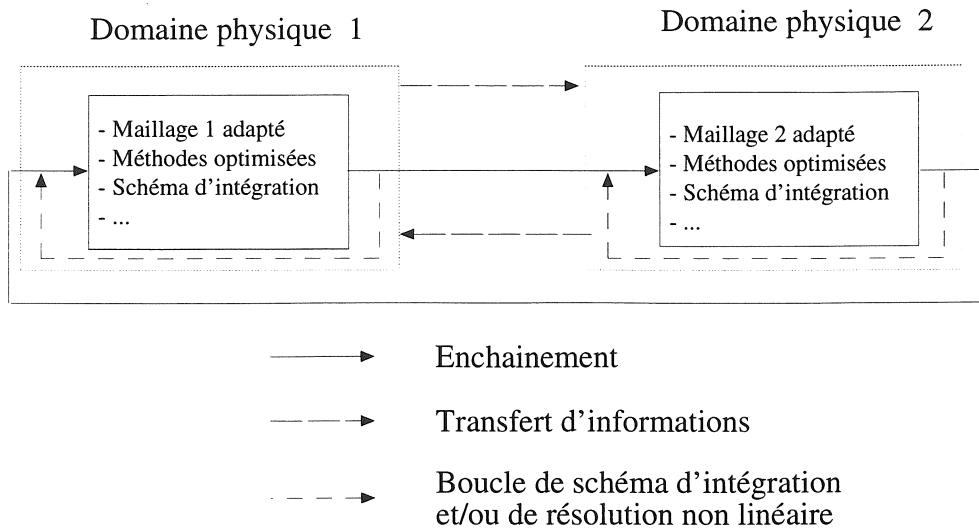 Domaine physique 1
Domaine physique 2
- Maillage 1 adapté
- Méthodes optimisées
- Schéma d'intégration
- ...
- Maillage 2 adapté
- Méthodes optimisées
- Schéma d'intégration
- ...
Enchainement
Transfert d'informations
Boucle de schéma d'intégration
et/ou de résolution non linéaire